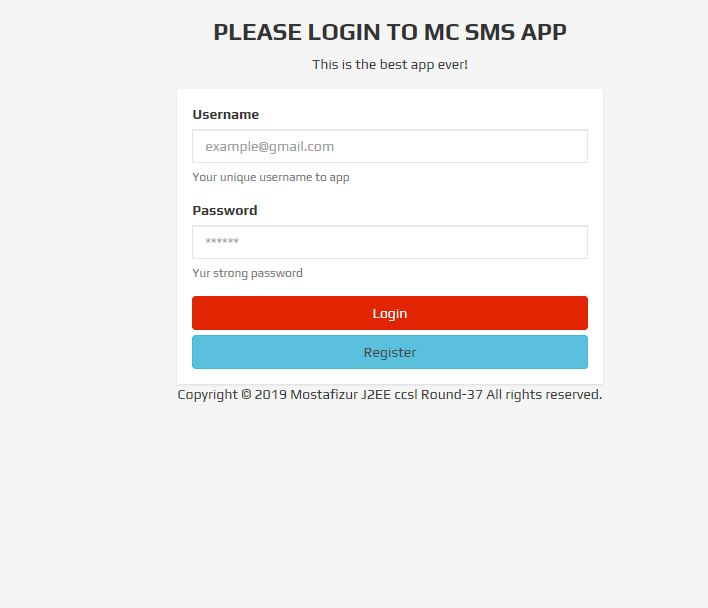 PLEASE LOGIN TO MC SMS APP
This is the best app ever!
Username
example@gmail.com
Your unique username to app
Password
******
Yur strong password
Login
Register
Copyright © 2019 Mostafizur J2EE ccsl Round-37 All rights reserved.